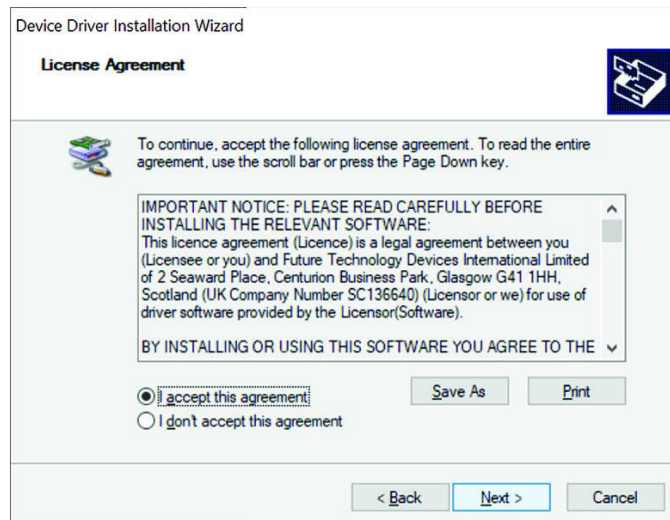 Device Driver Installation Wizard
License Agreement
To continue, accept the following license agreement. To read the entire
agreement, use the scroll bar or press the Page Down key.
IMPORTANT NOTICE: PLEASE READ CAREFULLY BEFORE
INSTALLING THE RELEVANT SOFTWARE:
This licence agreement (Licence) is a legal agreement between you
(Licensee or you) and Future Technology Devices International Limited
of 2 Seaward Place, Centurion Business Park, Glasgow G41 1HH,
Scotland (UK Company Number SC136640) (Licensor or we) for use of
driver software provided by the Licensor(Software).
BY INSTALLING OR USING THIS SOFTWARE YOU AGREE TO THE
I accept this agreement
Save As
Print
I don't accept this agreement
< Back
Next >
Cancel